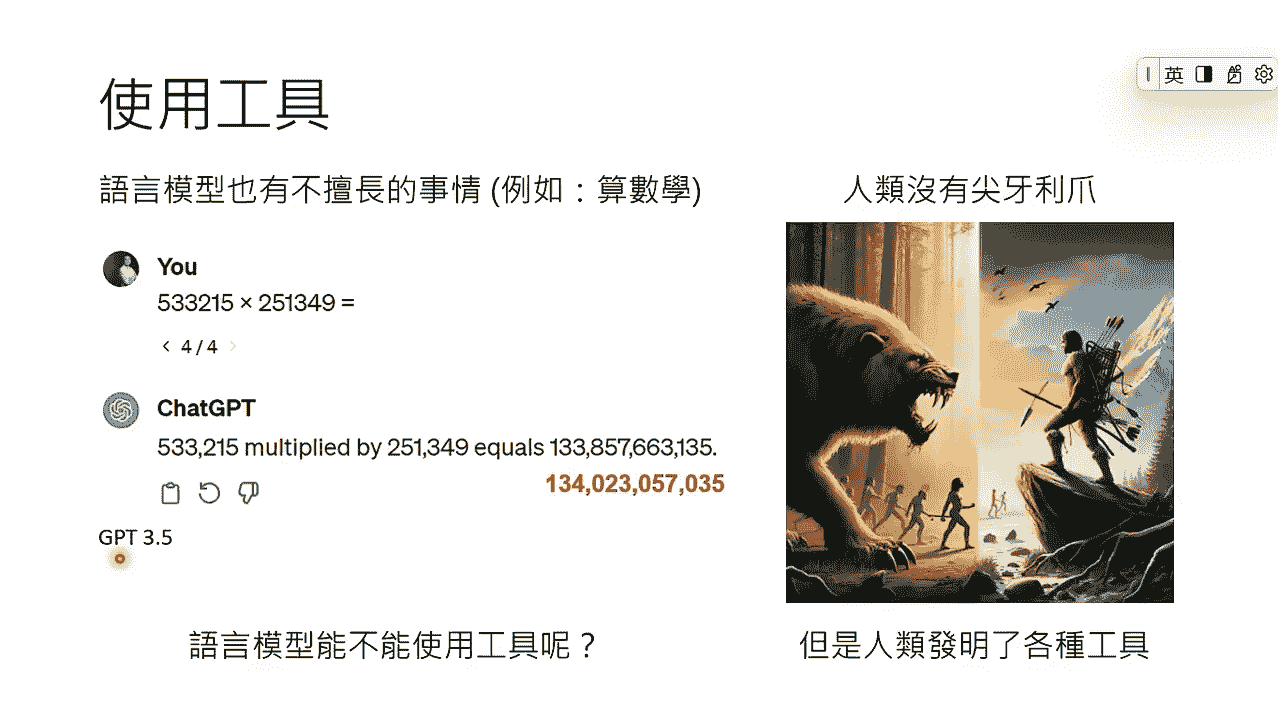 使用工具
英
語言模型也有不擅長的事情 (例如：算數學)
You
533215 × 251349 =
4 / 4
ChatGPT
533,215 multiplied by 251,349 equals 133,857,663,135.
134,023,057,035
GPT 3.5
語言模型能不能使用工具呢？
人類沒有尖牙利爪
但是人類發明了各種工具